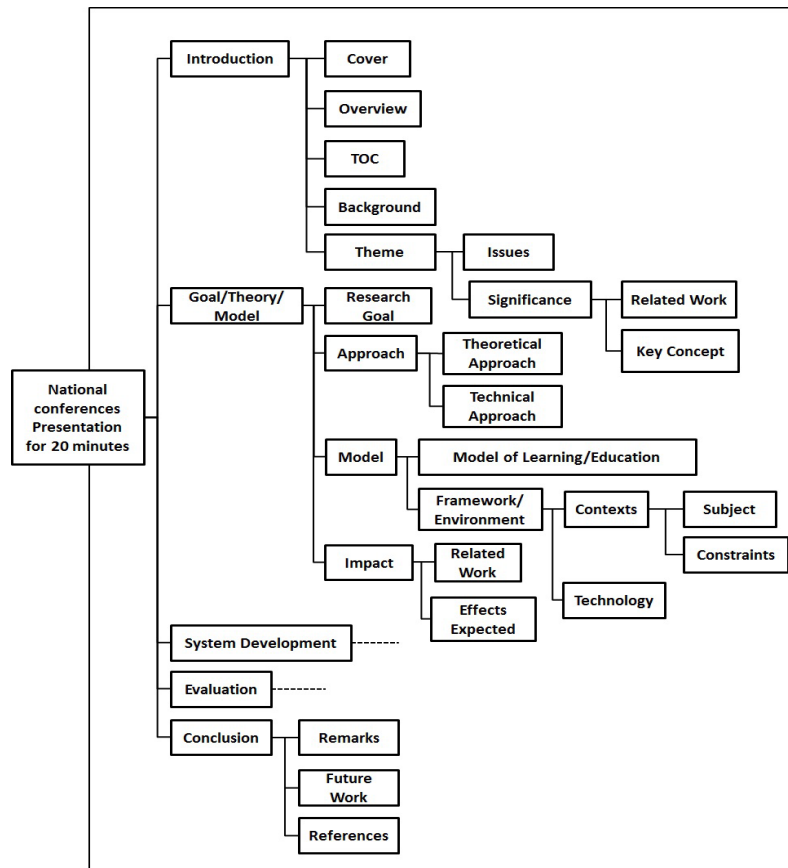 Introduction
Cover
Overview
TOC
Background
Theme
Issues
Significance
Related Work
Key Concept
Goal/Theory/
Model
Research
Goal
Approach
Theoretical
Approach
Technical
Approach
National
conferences
Presentation
for 20 minutes
Model
Model of Learning/Education
Framework/
Environment
Contexts
Subject
Constraints
Technology
Impact
Related
Work
Effects
Expected
System Development
Evaluation
Conclusion
Remarks
Future
Work
References